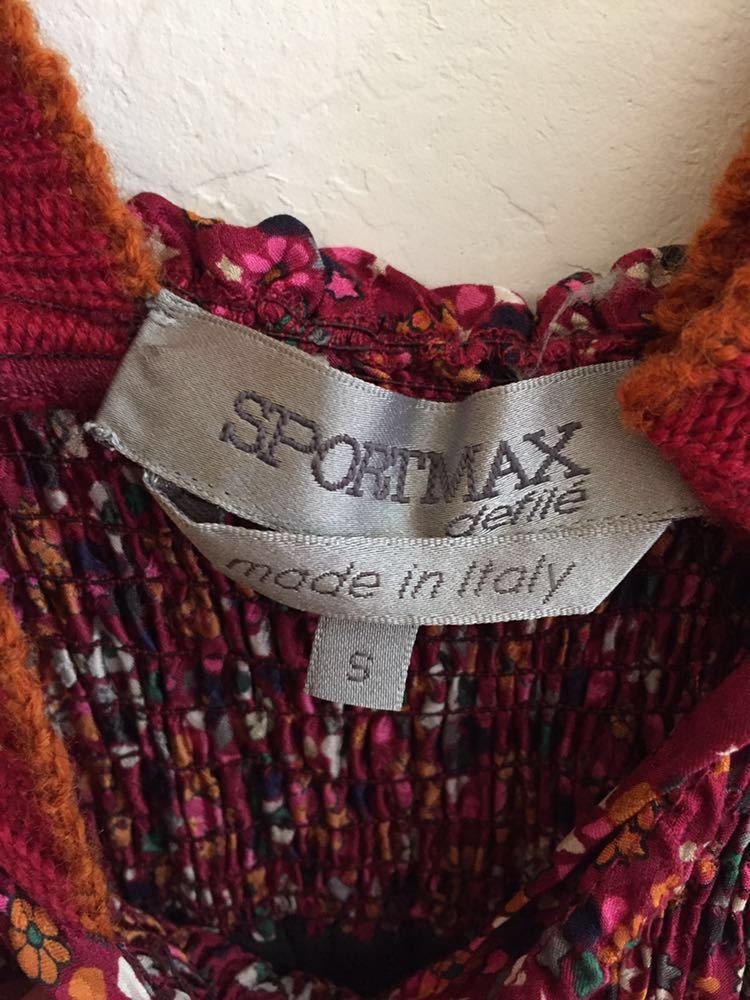 SPORTMAX
defilé
made in Italy
S